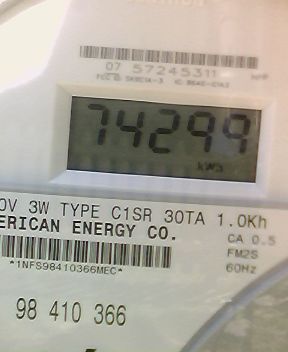 07 57245311
74299
kWh
0V 3W TYPE C1SR 30TA 1.0Kh
ERICAN ENERGY CO.
CA 0.5
*1NFS98410366MEC*
FM2S
60Hz
98 410 366